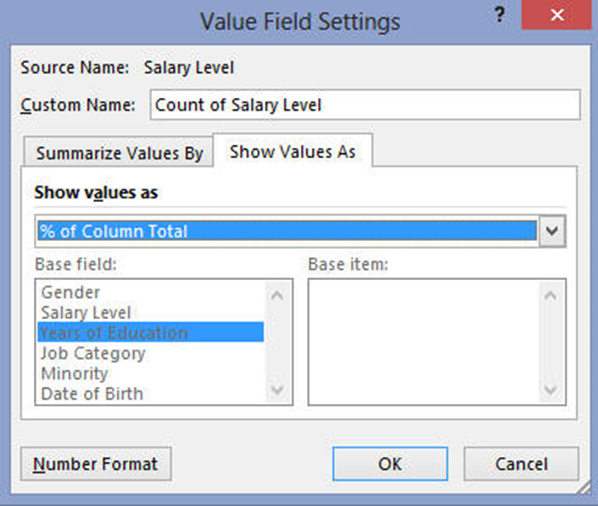 Value Field Settings ?
Source Name: Salary Level
Custom Name: Count of Salary Level
Summarize Values By Show Values As
Show values as
% of Column Total
Base field: Base item:
Gender
Salary Level
Years of Education
Job Category
Minority
Date of Birth
Number Format OK Cancel